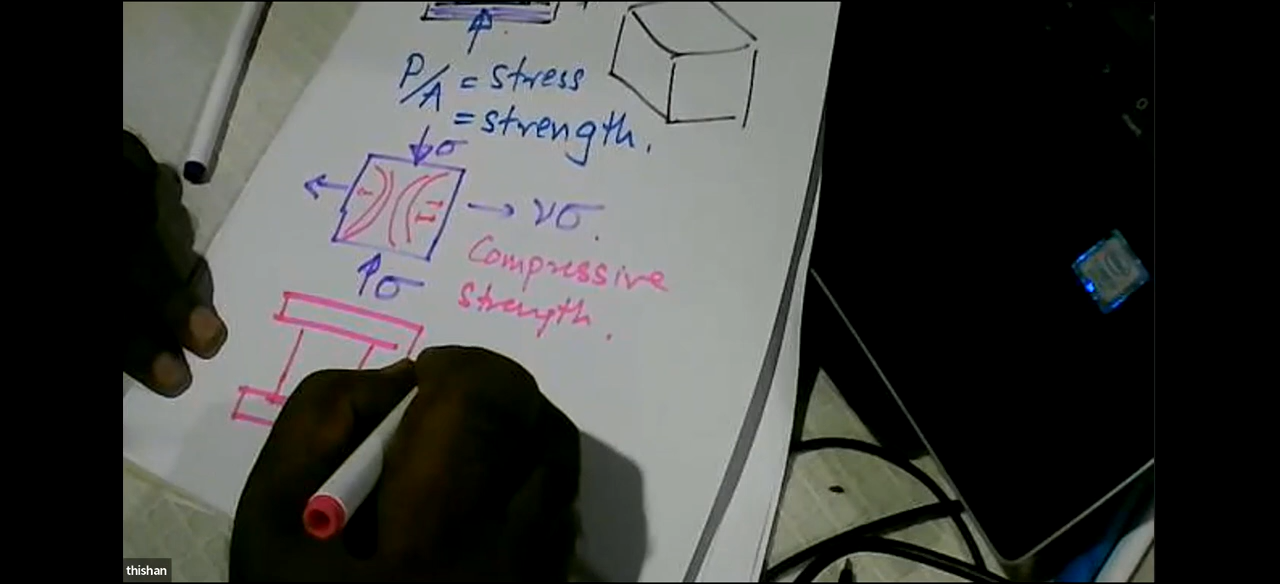 P/A = stress
= strength.
σ
νσ.
Compressive
strength.
σ
thishan